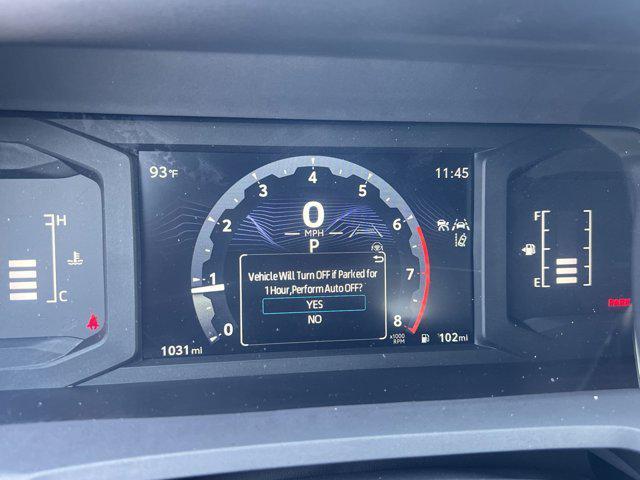 93°F
11:45
4
3
5
2
6
0
MPH
P
1
7
0
8
x1000
RPM
Vehicle Will Turn OFF if Parked for
1 Hour,Perform Auto OFF?
YES
NO
1031 mi
102 mi
H
C
F
E
PARK